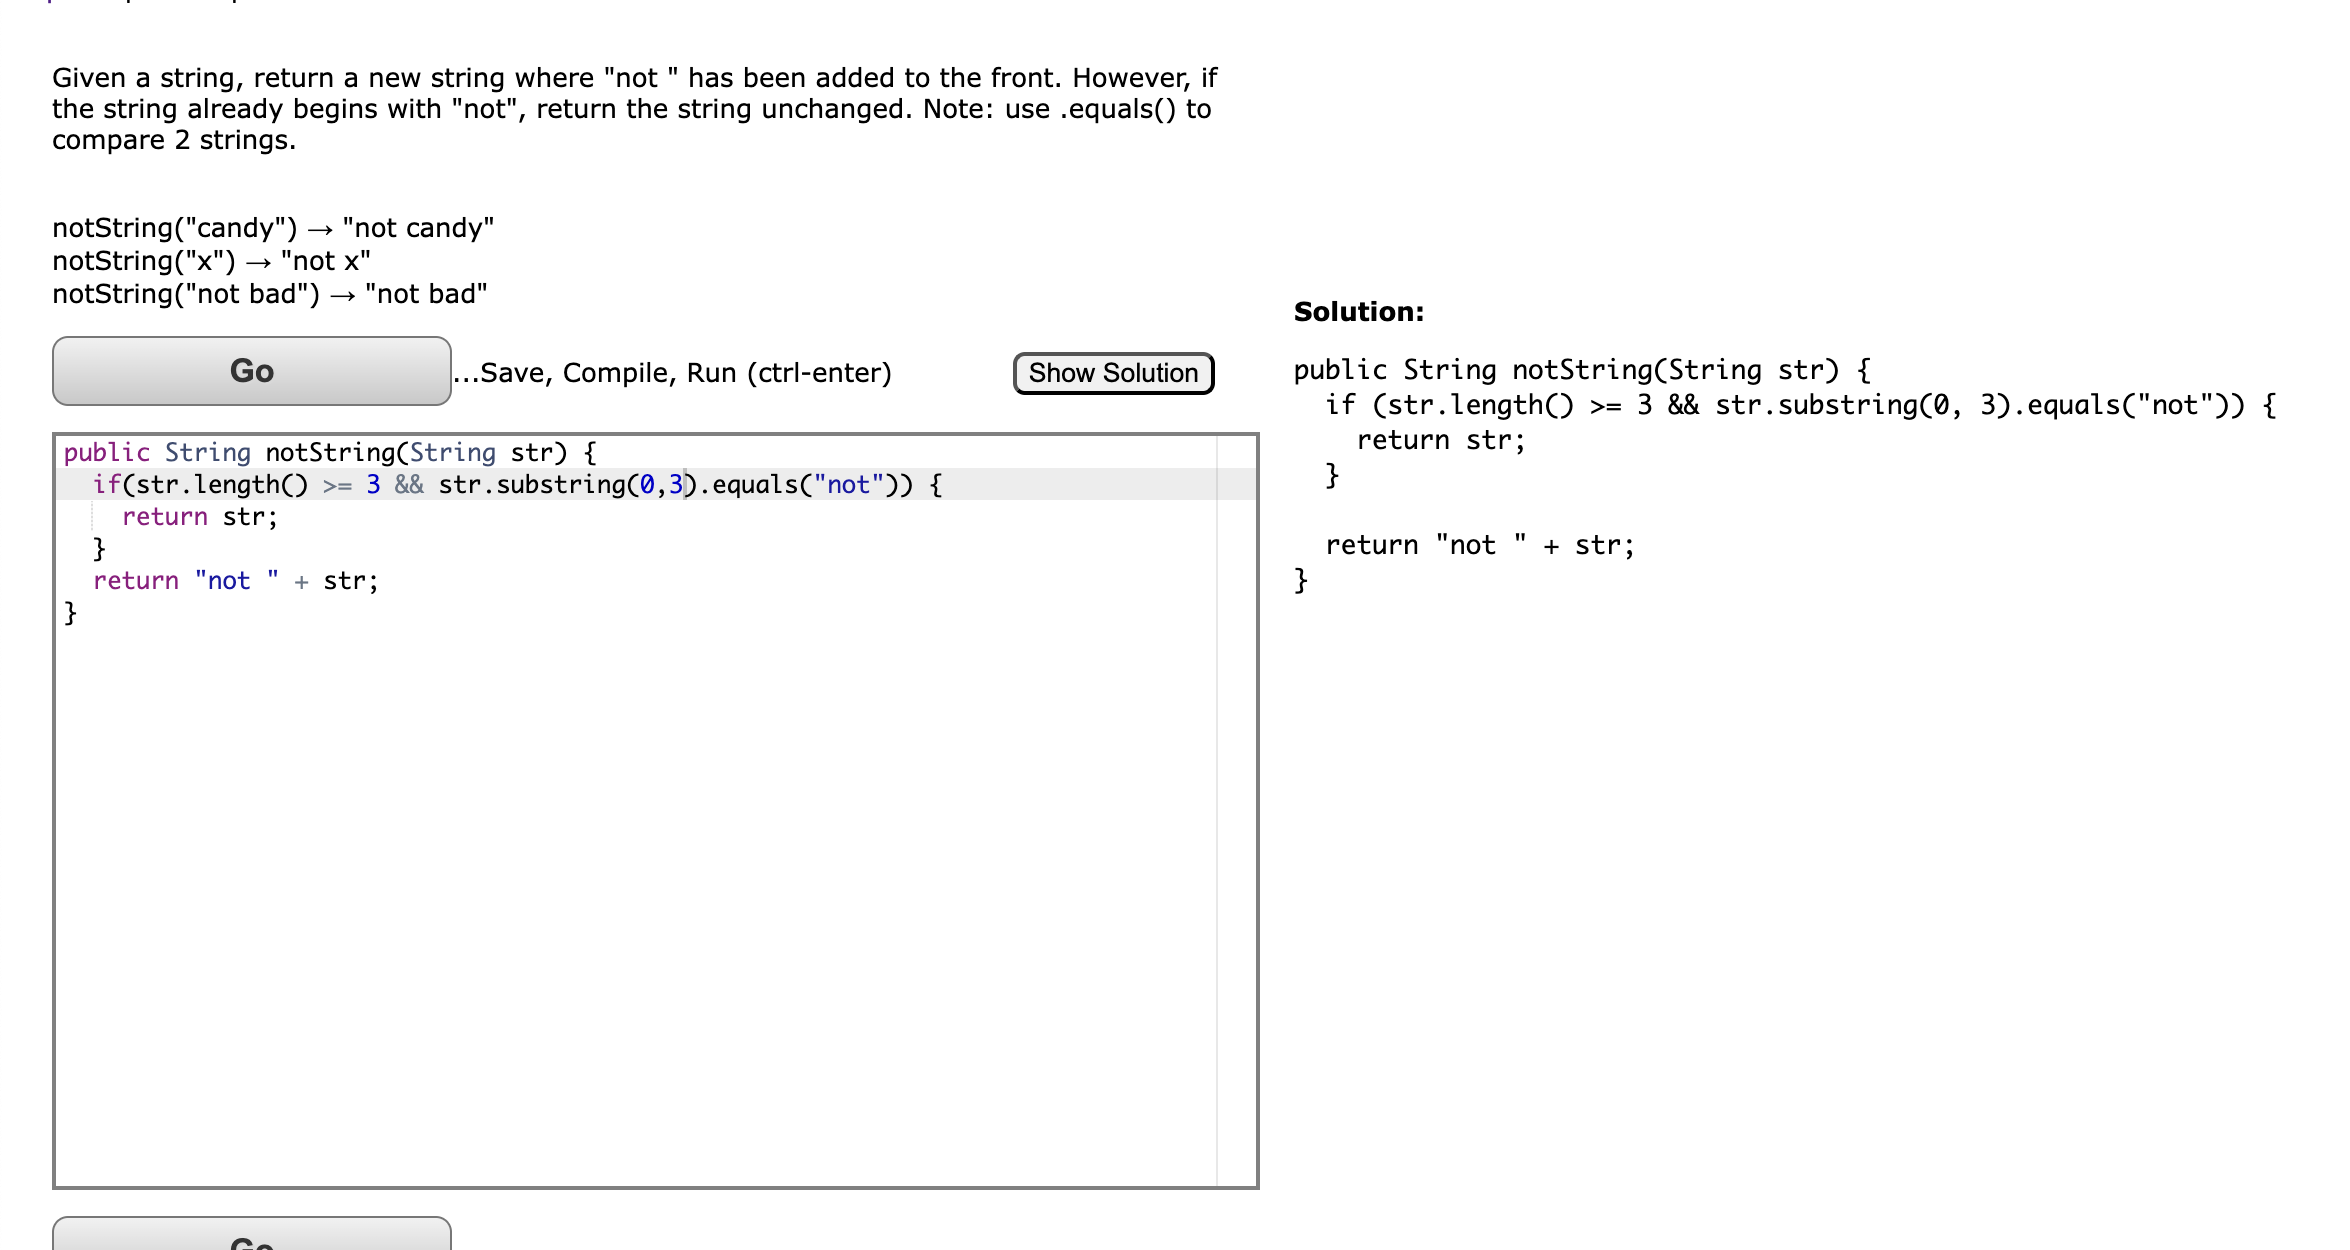 Given a string, return a new string where "not " has been added to the front. However, if
the string already begins with "not", return the string unchanged. Note: use .equals() to
compare 2 strings.
notString("candy") → "not candy"
notString("x") → "not x"
notString("not bad") → "not bad"
Go
...Save, Compile, Run (ctrl-enter)
Show Solution
public String notString(String str) {
  if(str.length() >= 3 && str.substring(0,3).equals("not")) {
    return str;
  }
  return "not " + str;
}
Solution:
public String notString(String str) {
  if (str.length() >= 3 && str.substring(0, 3).equals("not")) {
    return str;
  }
  return "not " + str;
}
Go